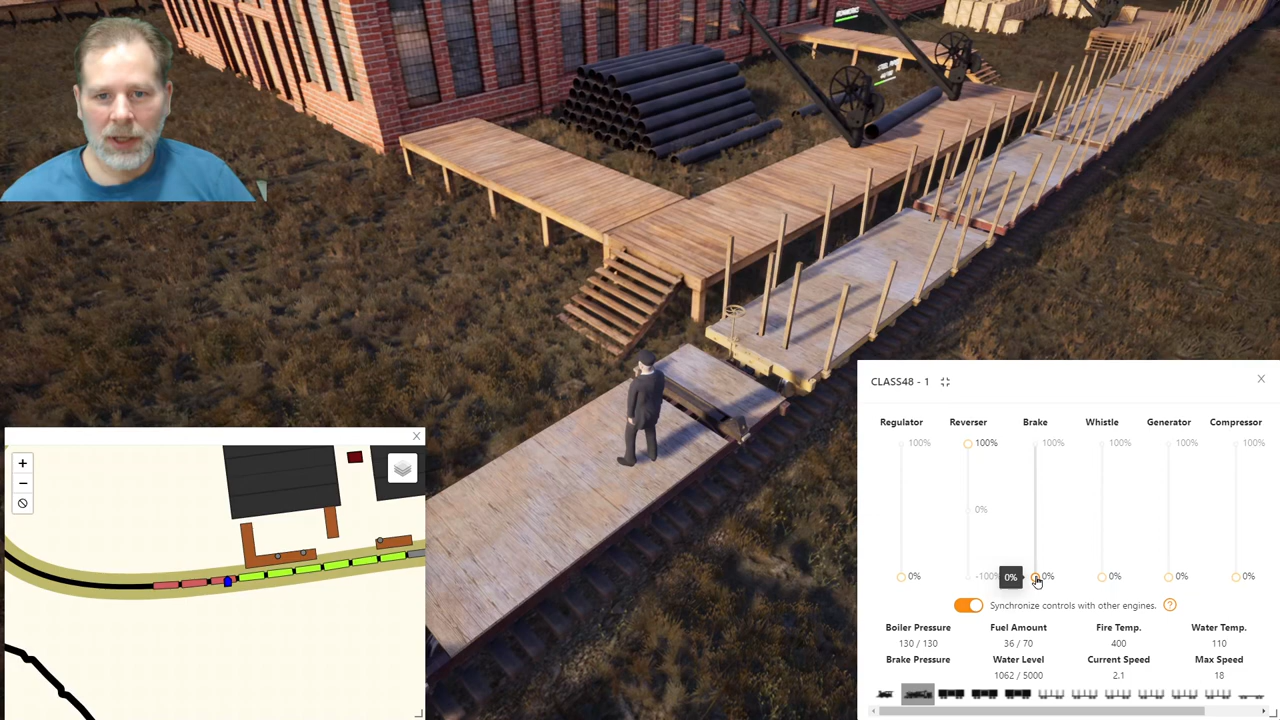 STEEL PIPE
CLASS48 - 1
Regulator Reverser Brake Whistle Generator Compressor
100% 100% 100% 100% 100% 100%
0%
0% -100% 0% 0% 0% 0% 0%
Synchronize controls with other engines.
Boiler Pressure Fuel Amount Fire Temp. Water Temp.
130 / 130 36 / 70 400 110
Brake Pressure Water Level Current Speed Max Speed
1062 / 5000 2.1 18